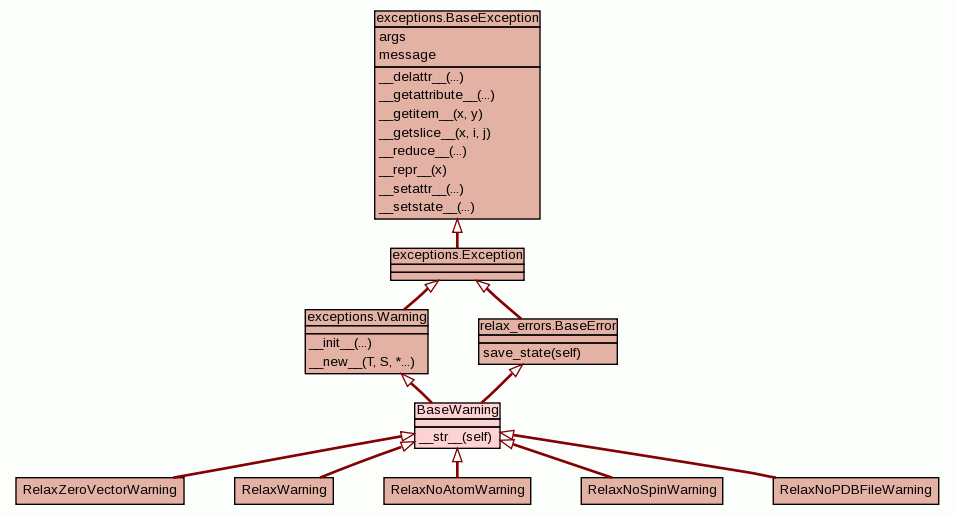 exceptions.BaseException
args
message
__delattr__(...)
__getattribute__(...)
__getitem__(x, y)
__getslice__(x, i, j)
__reduce__(...)
__repr__(x)
__setattr__(...)
__setstate__(...)
exceptions.Exception
exceptions.Warning
__init__(...)
__new__(T, S, *...)
relax_errors.BaseError
save_state(self)
BaseWarning
__str__(self)
RelaxZeroVectorWarning
RelaxWarning
RelaxNoAtomWarning
RelaxNoSpinWarning
RelaxNoPDBFileWarning